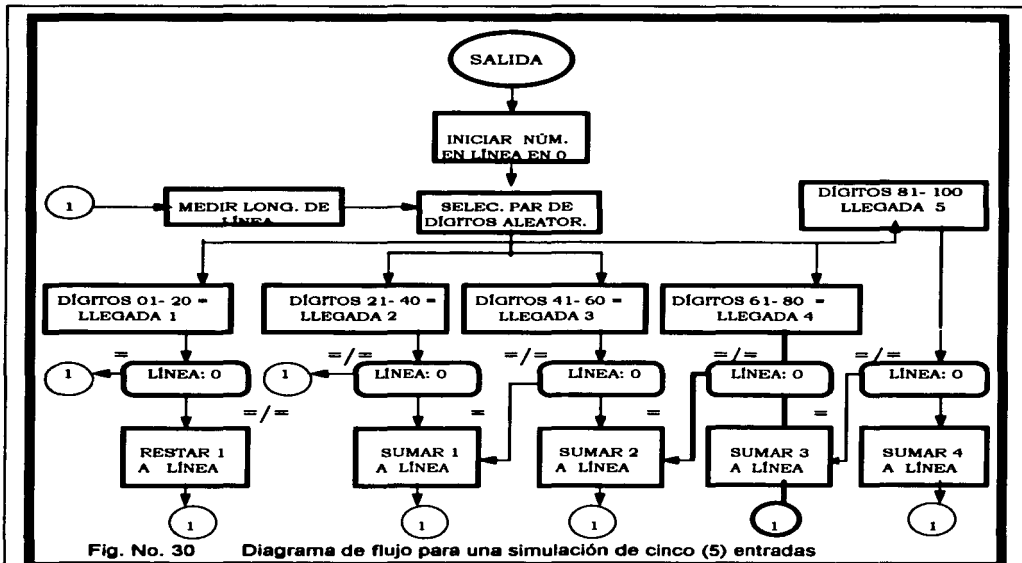 SALIDA
INICIAR NÚM.
EN LÍNEA EN 0
1
MEDIR LONG. DE
LÍNEA
SELEC. PAR DE
DÍGITOS ALEATOR.
DÍGITOS 81- 100
LLEGADA 5
DÍGITOS 01- 20 =
LLEGADA 1
DÍGITOS 21- 40 =
LLEGADA 2
DÍGITOS 41- 60 =
LLEGADA 3
DÍGITOS 61- 80 =
LLEGADA 4
1
=
LÍNEA: 0
=/=
1
=/=
LÍNEA: 0
=
=/=
LÍNEA: 0
=
=/=
LÍNEA: 0
=
=/=
LÍNEA: 0
RESTAR 1
A LÍNEA
SUMAR 1
A LÍNEA
SUMAR 2
A LÍNEA
SUMAR 3
A LÍNEA
SUMAR 4
A LÍNEA
1
1
1
1
1
Fig. No. 30 Diagrama de flujo para una simulación de cinco (5) entradas